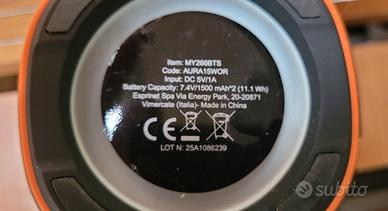 Item: MY266BTS
Code: AURA15WOR
Input: DC 5V/1A
Battery Capacity: 7.4V/1500 mAh*2 (11.1 Wh)
Esprinet Spa Via Energy Park, 20-20871
Vimercate (Italia)- Made in China
CE
LOT N: 25A1086239
subito